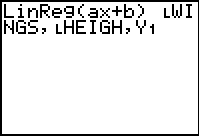 LinReg(ax+b) ʟWI
NGS,ʟHEIGH,Y₁